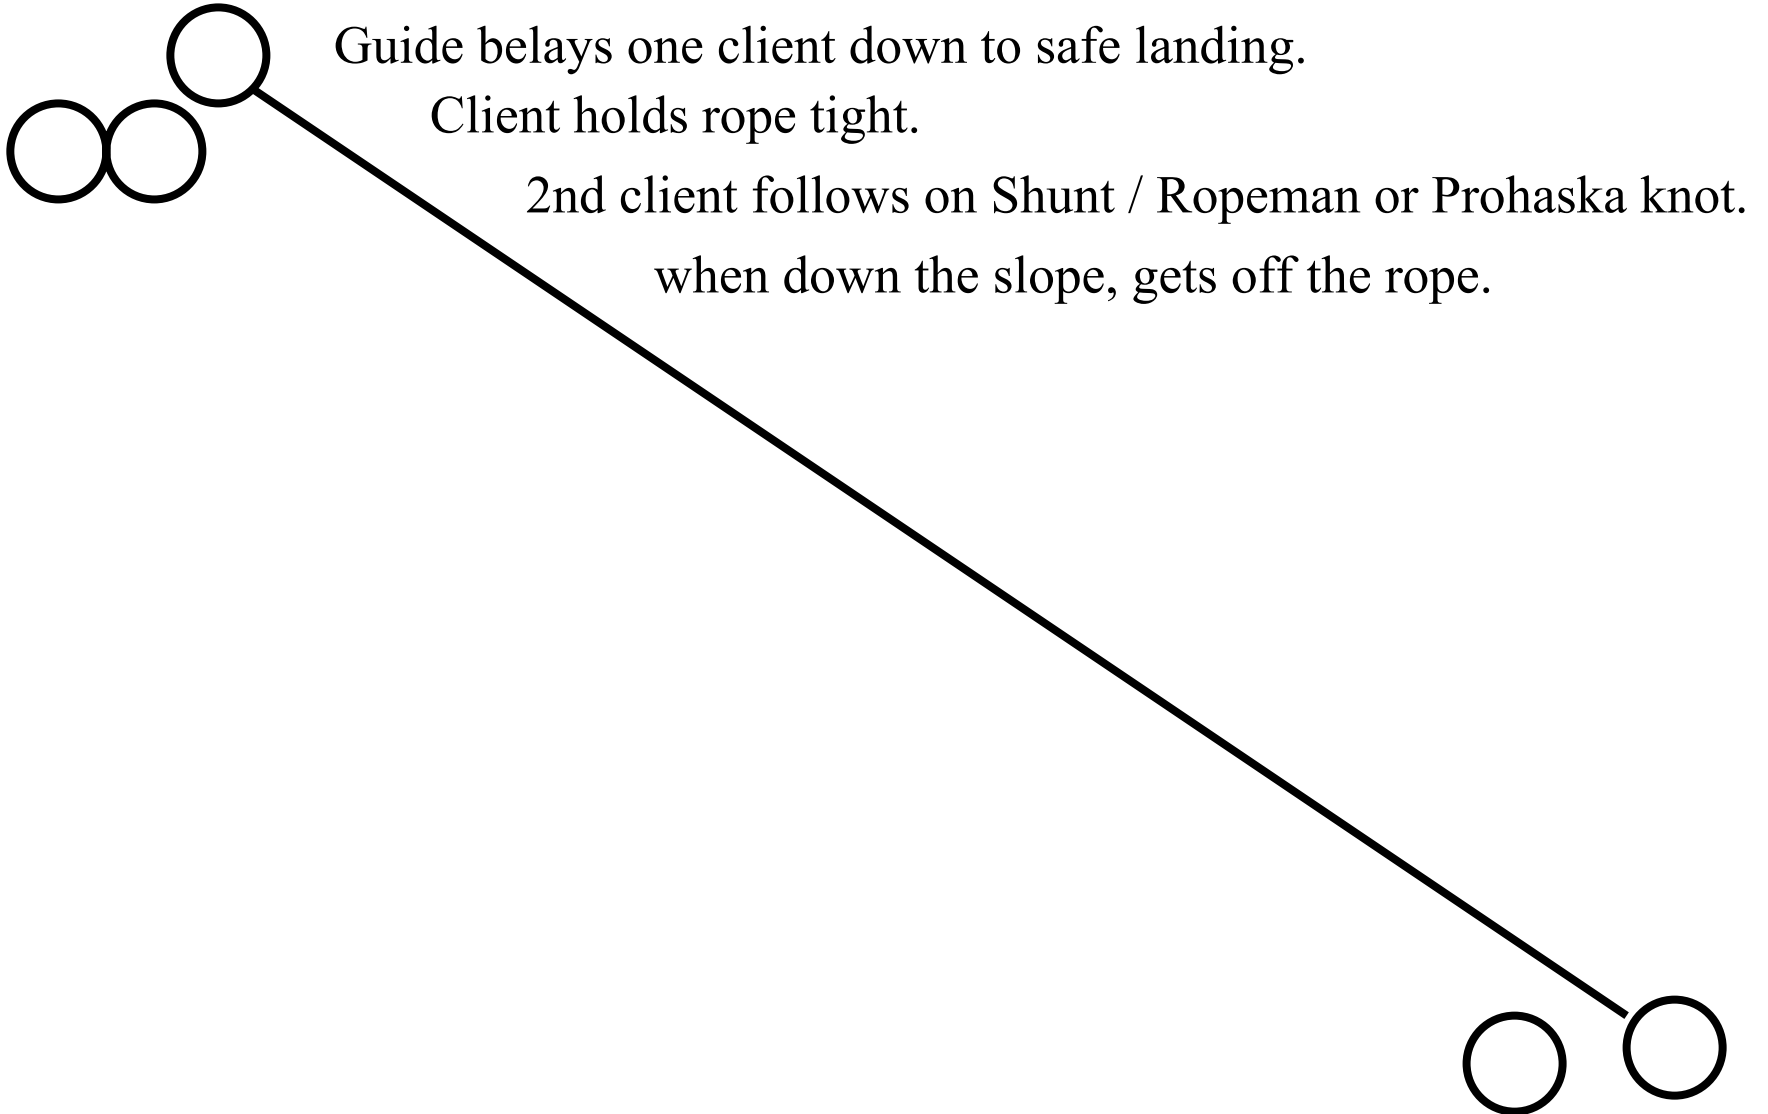 Guide belays one client down to safe landing.
Client holds rope tight.
2nd client follows on Shunt / Ropeman or Prohaska knot.
when down the slope, gets off the rope.